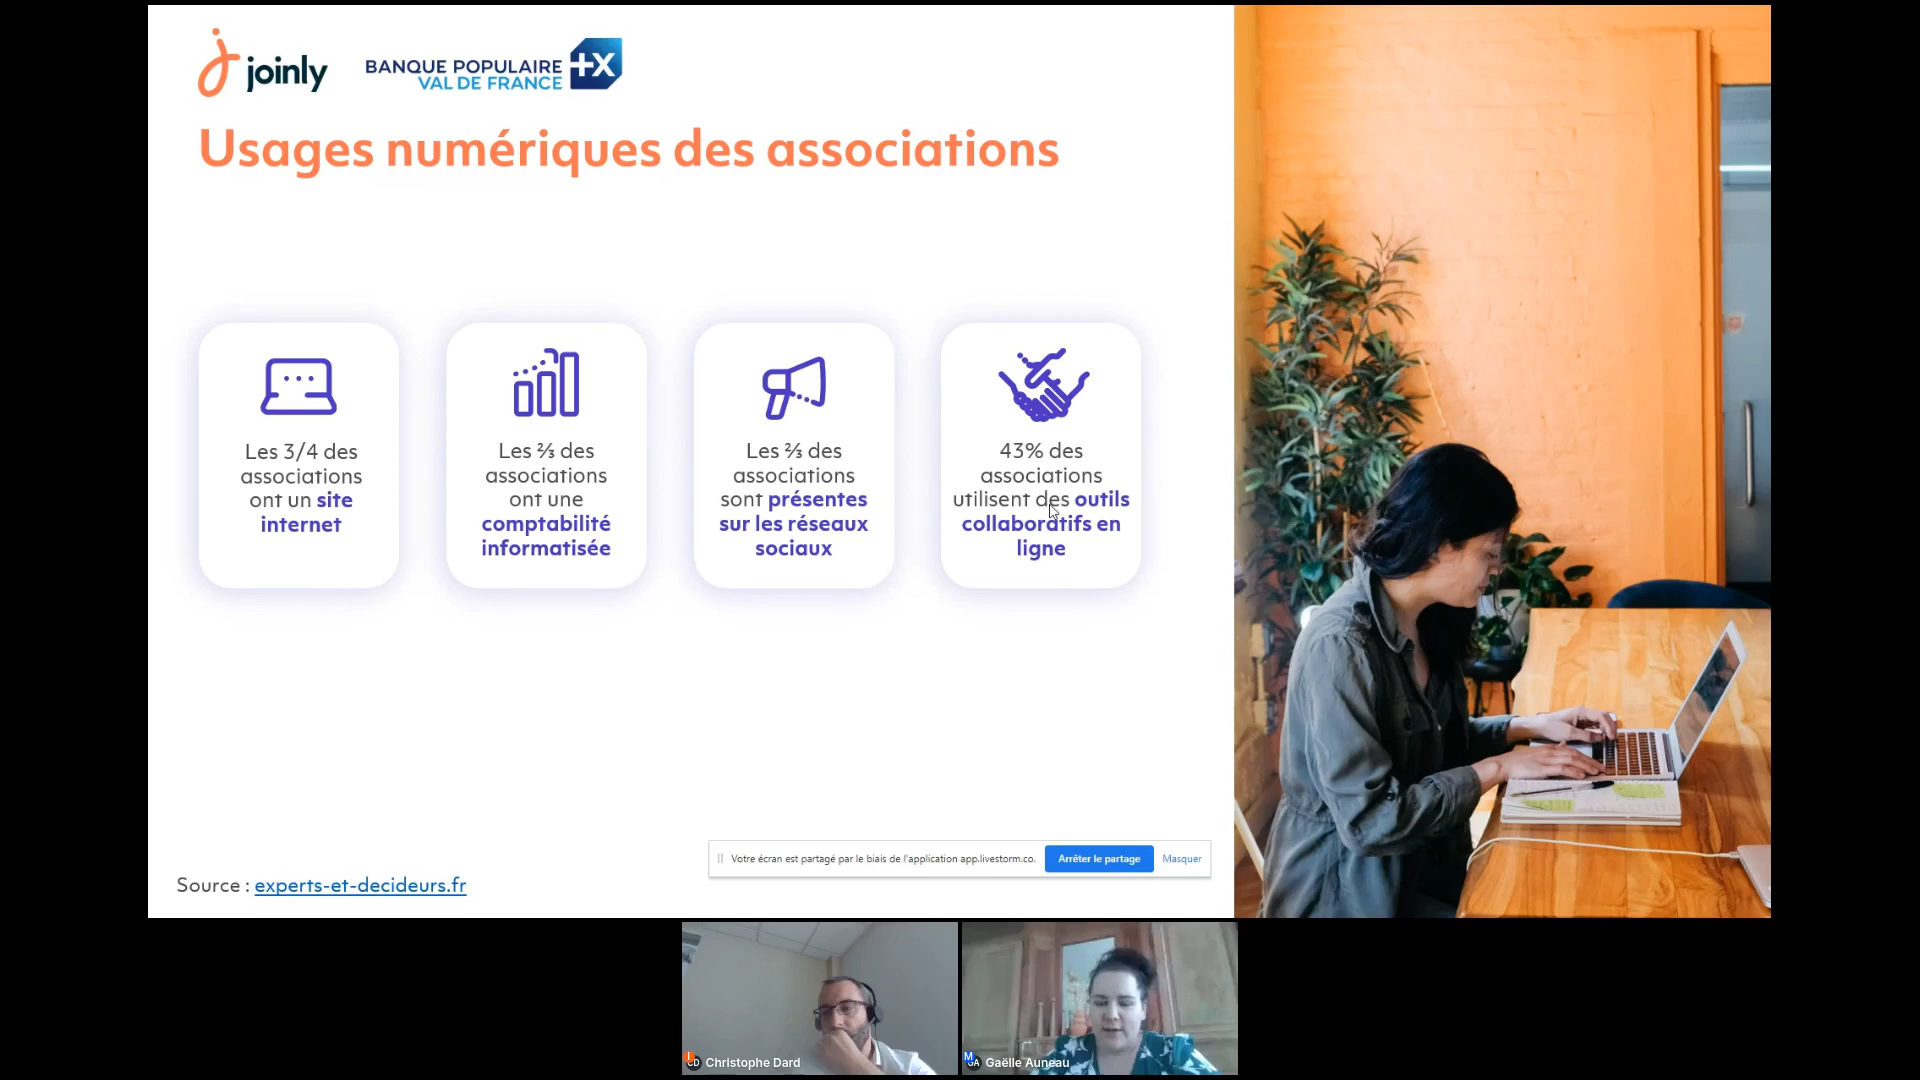 joinly
BANQUE POPULAIRE
VAL DE FRANCE
Usages numériques des associations
Les 3/4 des
associations
ont un site
internet
Les ⅔ des
associations
ont une
comptabilité
informatisée
Les ⅔ des
associations
sont présentes
sur les réseaux
sociaux
43% des
associations
utilisent des outils
collaboratifs en
ligne
Votre écran est partagé par le biais de l'application app.livestorm.co.
Arrêter le partage
Masquer
Source : experts-et-decideurs.fr
CD Christophe Dard
M GA Gaëlle Auneau